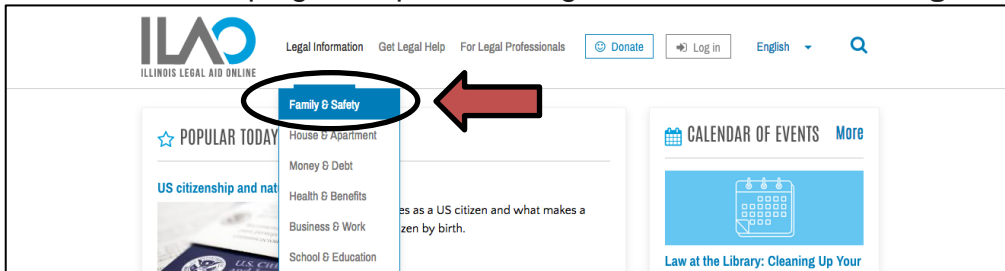 ILAO
ILLINOIS LEGAL AID ONLINE
Legal Information Get Legal Help For Legal Professionals Donate Log in English
Family & Safety
House & Apartment
Money & Debt
Health & Benefits
Business & Work
School & Education
POPULAR TODAY
US citizenship and nat
es as a US citizen and what makes a
zen by birth.
CALENDAR OF EVENTS More
Law at the Library: Cleaning Up Your